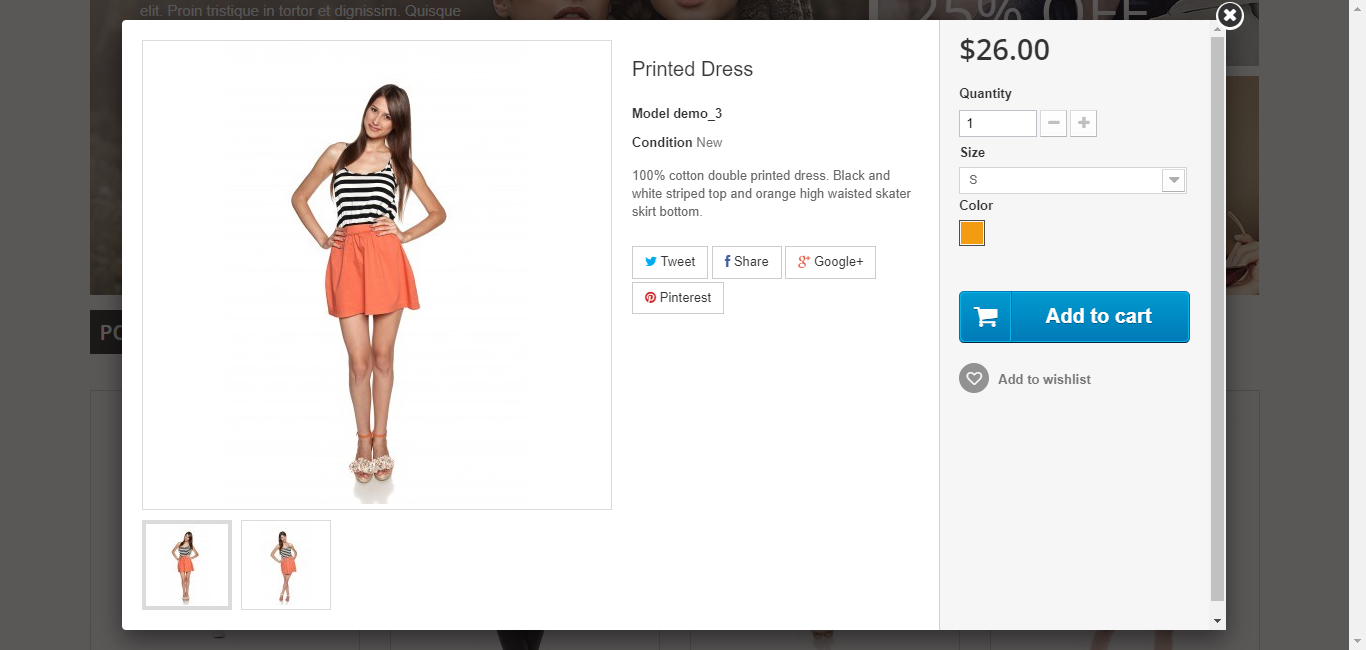 elit. Proin tristique in tortor et dignissim. Quisque
25% OFF
PO
Printed Dress
Model demo_3
Condition New
100% cotton double printed dress. Black and
white striped top and orange high waisted skater
skirt bottom.
Tweet
Share
Google+
Pinterest
$26.00
Quantity
1
Size
S
Color
Add to cart
Add to wishlist